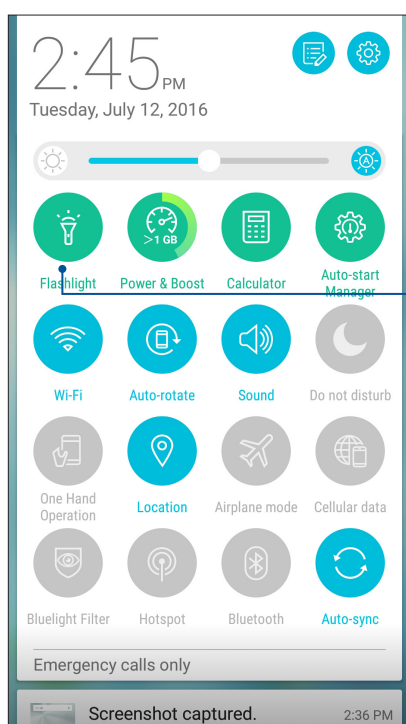 2:45 PM
Tuesday, July 12, 2016
A
>1 GB
Flashlight
Power & Boost
Calculator
Auto-start
Manager
Wi-Fi
Auto-rotate
Sound
Do not disturb
One Hand
Operation
Location
Airplane mode
Cellular data
Bluelight Filter
Hotspot
Bluetooth
Auto-sync
Emergency calls only
Screenshot captured.
2:36 PM